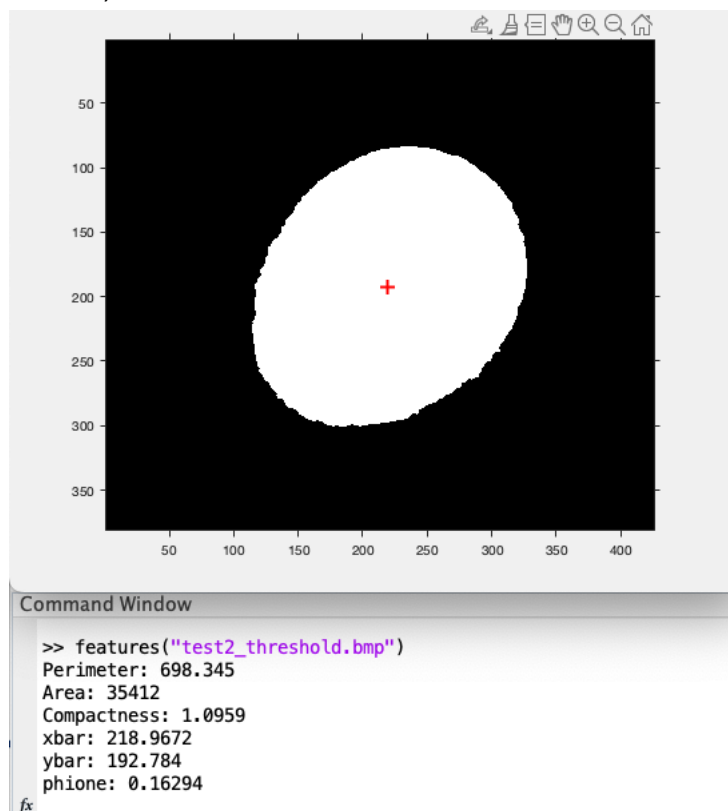 50
100
150
200
250
300
350
50 100 150 200 250 300 350 400
Command Window
>> features("test2_threshold.bmp")
Perimeter: 698.345
Area: 35412
Compactness: 1.0959
xbar: 218.9672
ybar: 192.784
phione: 0.16294
fx